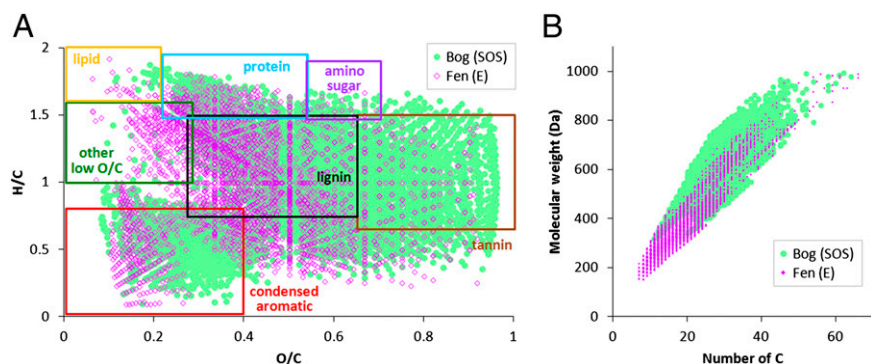 A
B
2
1.5
1
0.5
0
H/C
0
0.2
0.4
0.6
0.8
1
O/C
lipid
protein
amino
sugar
other
low O/C
lignin
tannin
condensed
aromatic
Bog (SOS)
Fen (E)
1000
800
600
400
200
0
Molecular weight (Da)
0
20
40
60
Number of C
Bog (SOS)
Fen (E)